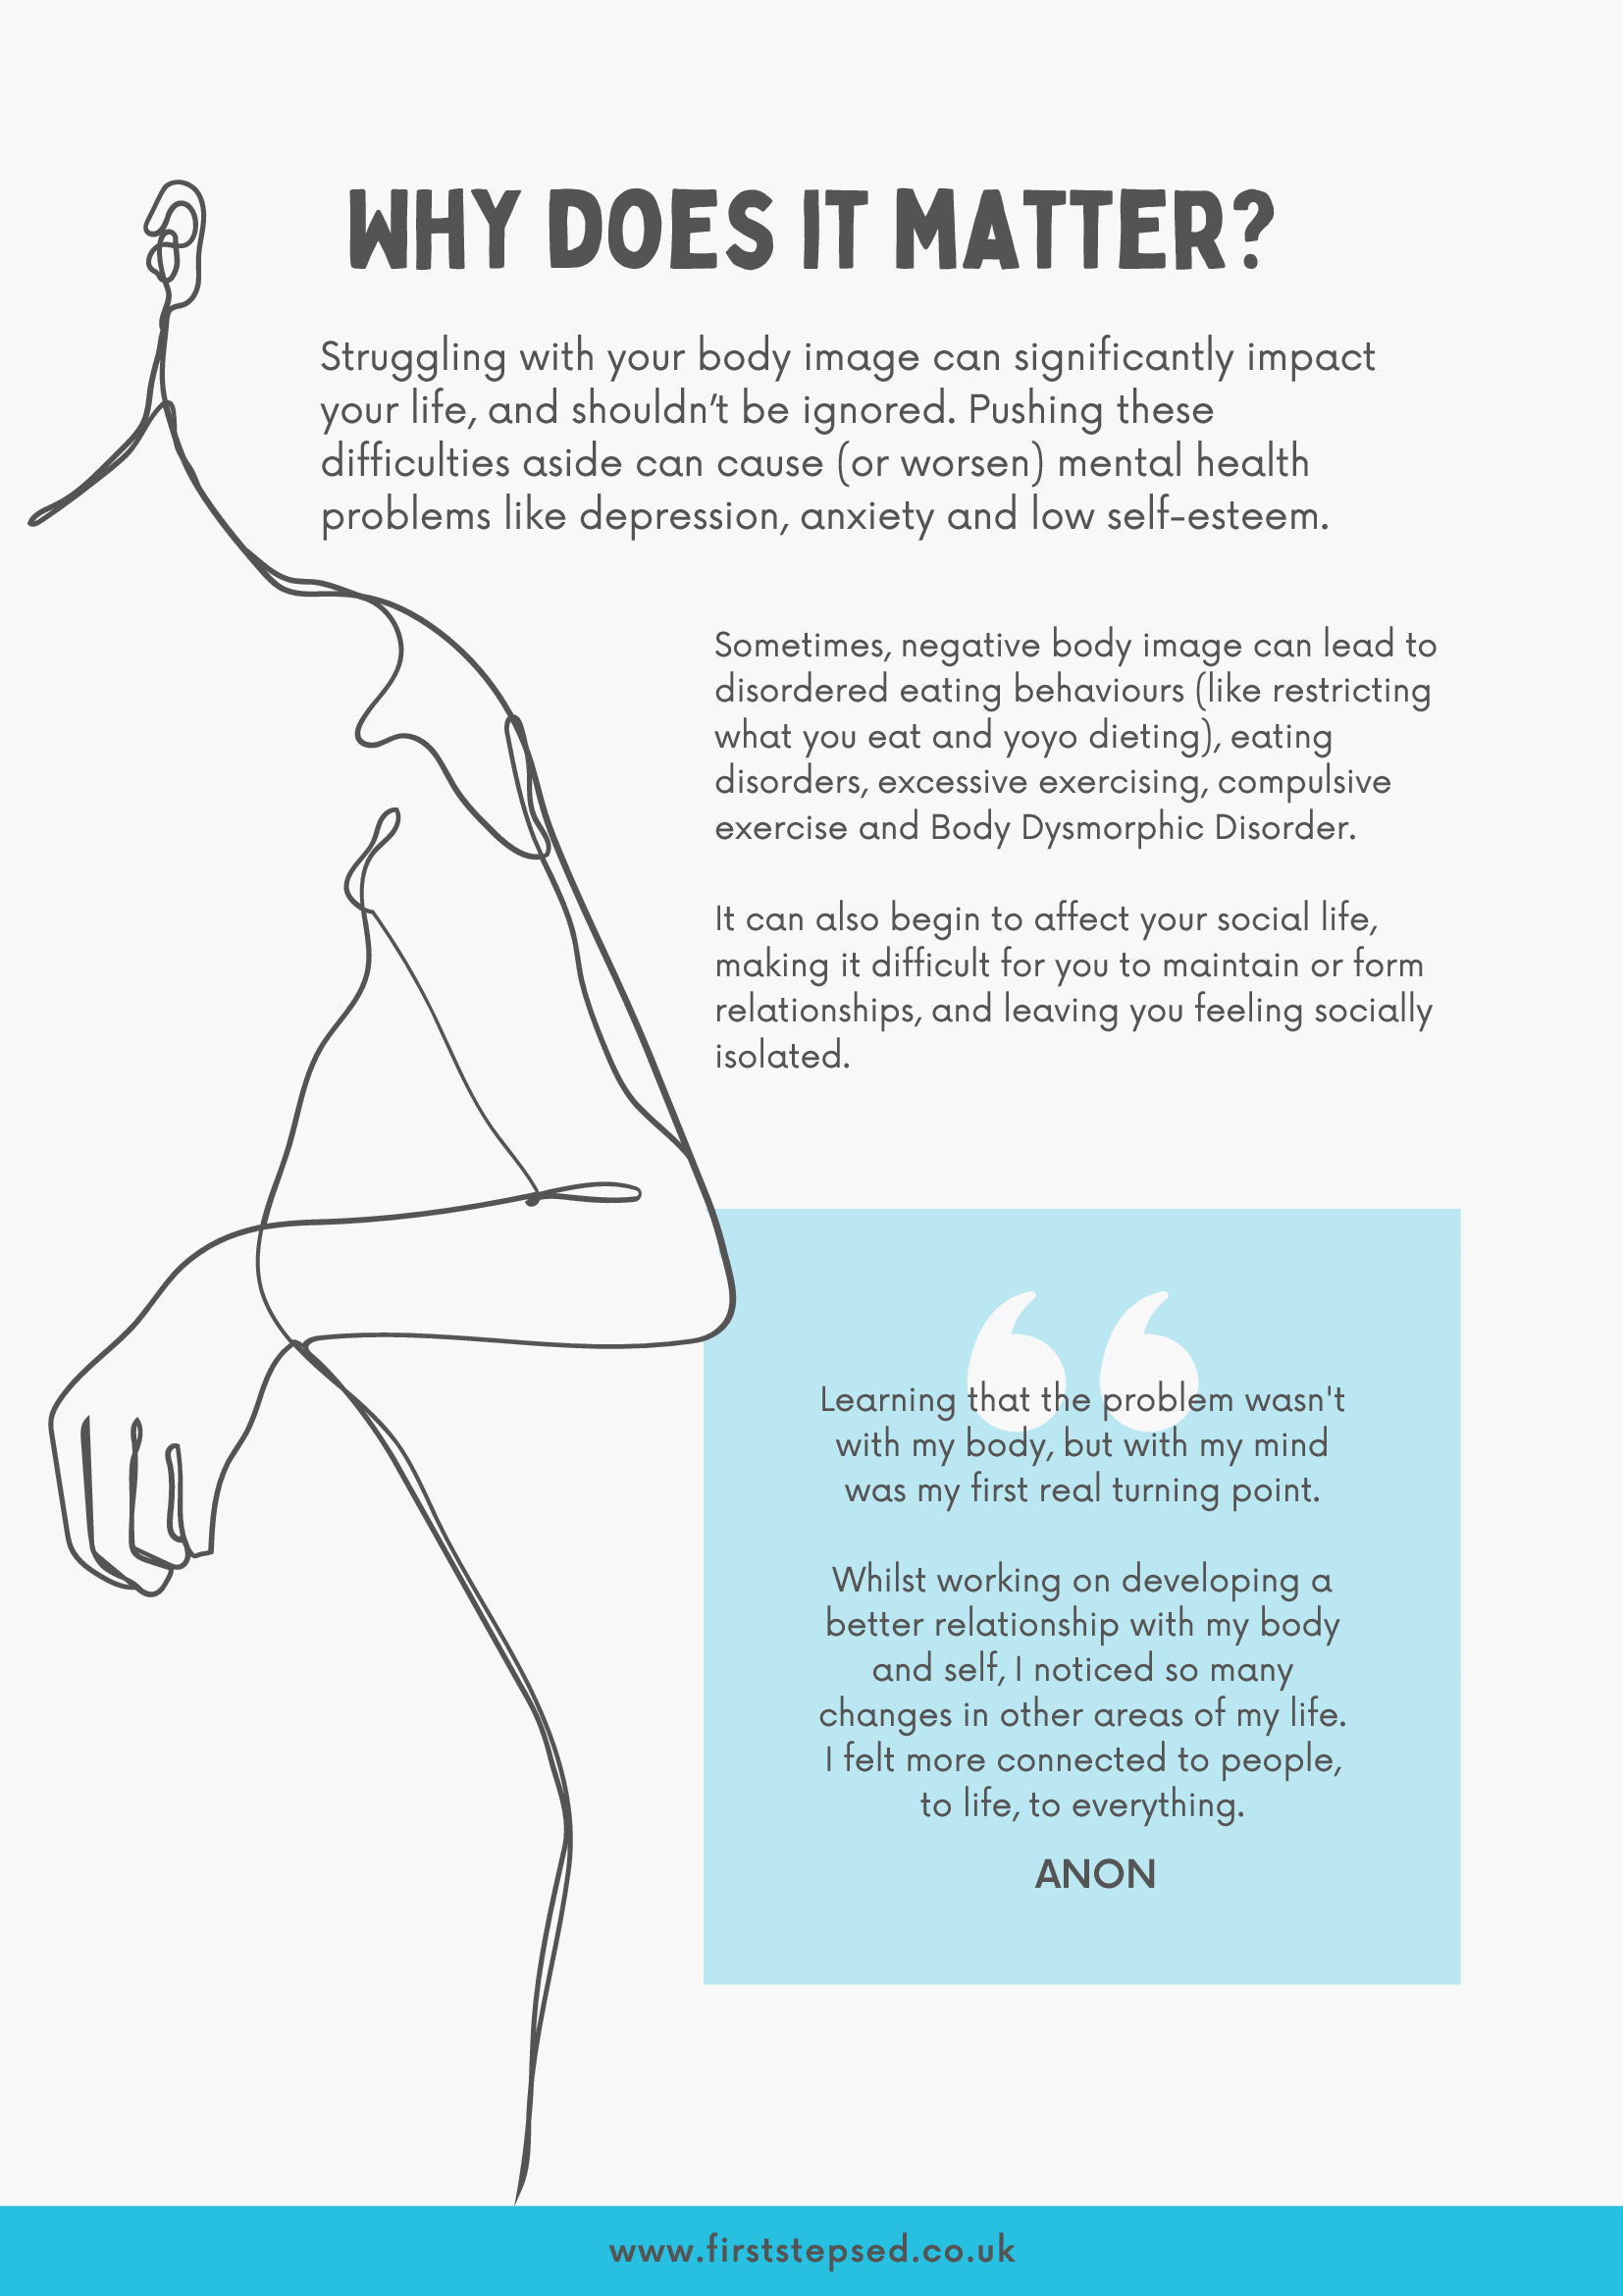 WHY DOES IT MATTER?
Struggling with your body image can significantly impact
your life, and shouldn’t be ignored. Pushing these
difficulties aside can cause (or worsen) mental health
problems like depression, anxiety and low self-esteem.
Sometimes, negative body image can lead to
disordered eating behaviours (like restricting
what you eat and yoyo dieting), eating
disorders, excessive exercising, compulsive
exercise and Body Dysmorphic Disorder.
It can also begin to affect your social life,
making it difficult for you to maintain or form
relationships, and leaving you feeling socially
isolated.
Learning that the problem wasn't
with my body, but with my mind
was my first real turning point.
Whilst working on developing a
better relationship with my body
and self, I noticed so many
changes in other areas of my life.
I felt more connected to people,
to life, to everything.
ANON
www.firststepsed.co.uk